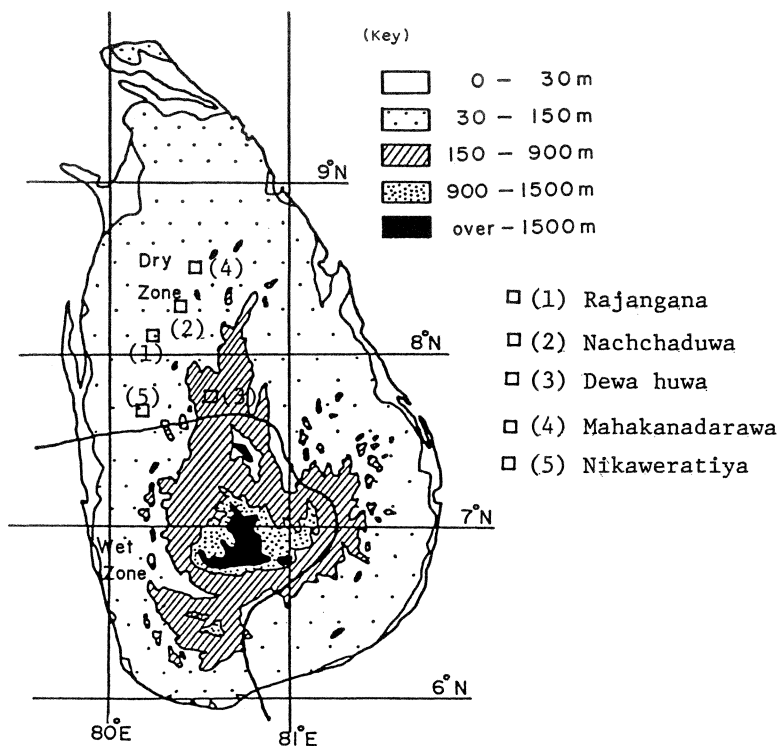 (Key)
0 - 30m
30 - 150m
150 - 900m
900 - 1500m
over - 1500m
9°N
Dry
Zone
(4)
(2)
(1)
8°N
(5)
(3)
□ (1) Rajangana
□ (2) Nachchaduwa
□ (3) Dewa huwa
□ (4) Mahakanadarawa
□ (5) Nikaweratiya
7°N
Wet
Zone
6°N
80°E
81°E